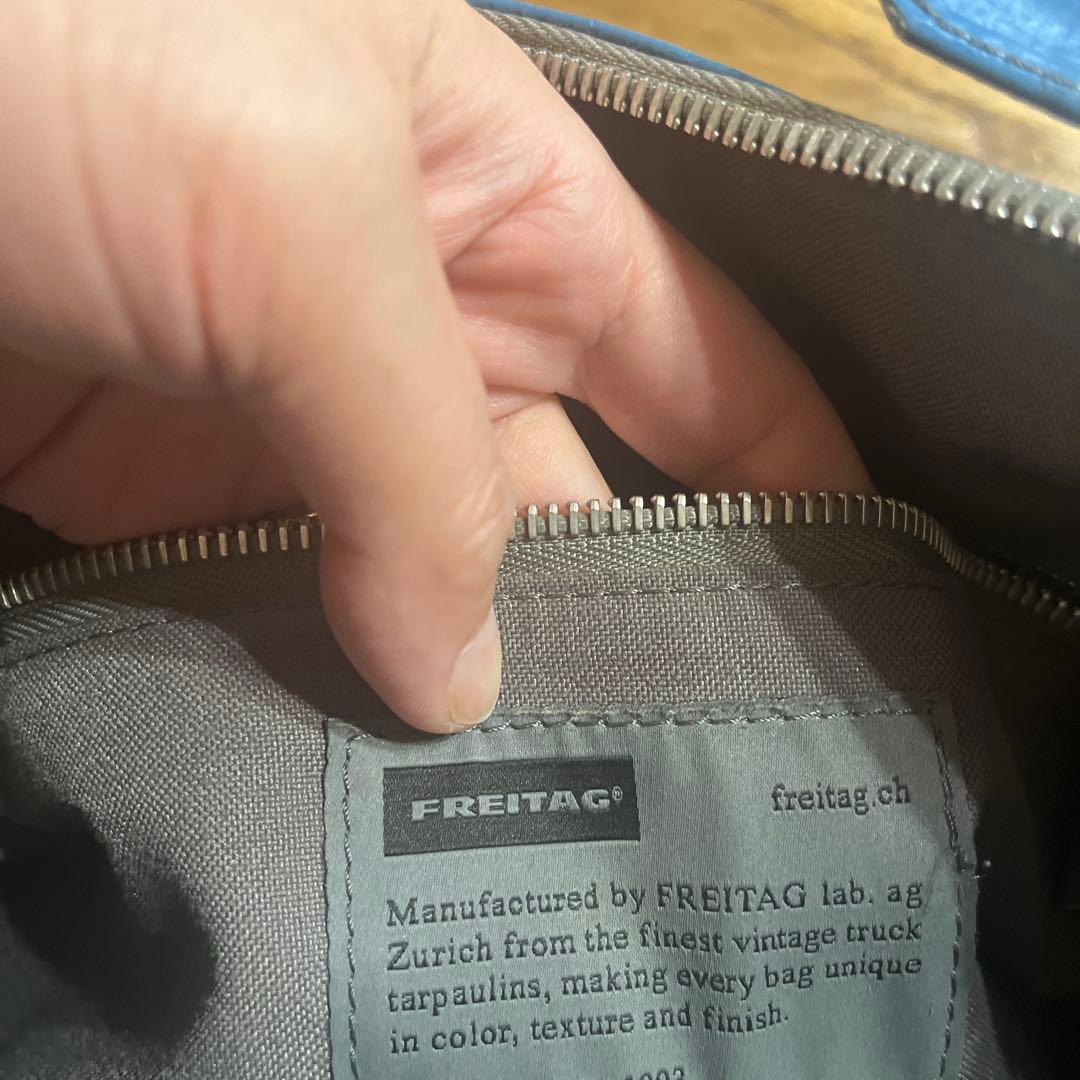 FREITAG®
freitag.ch
Manufactured by FREITAG lab. ag
Zurich from the finest vintage truck
tarpaulins, making every bag unique
in color, texture and finish.